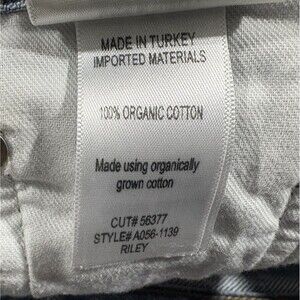 MADE IN TURKEY
IMPORTED MATERIALS
100% ORGANIC COTTON
Made using organically
grown cotton
CUT# 56377
STYLE# A056-1139
RILEY